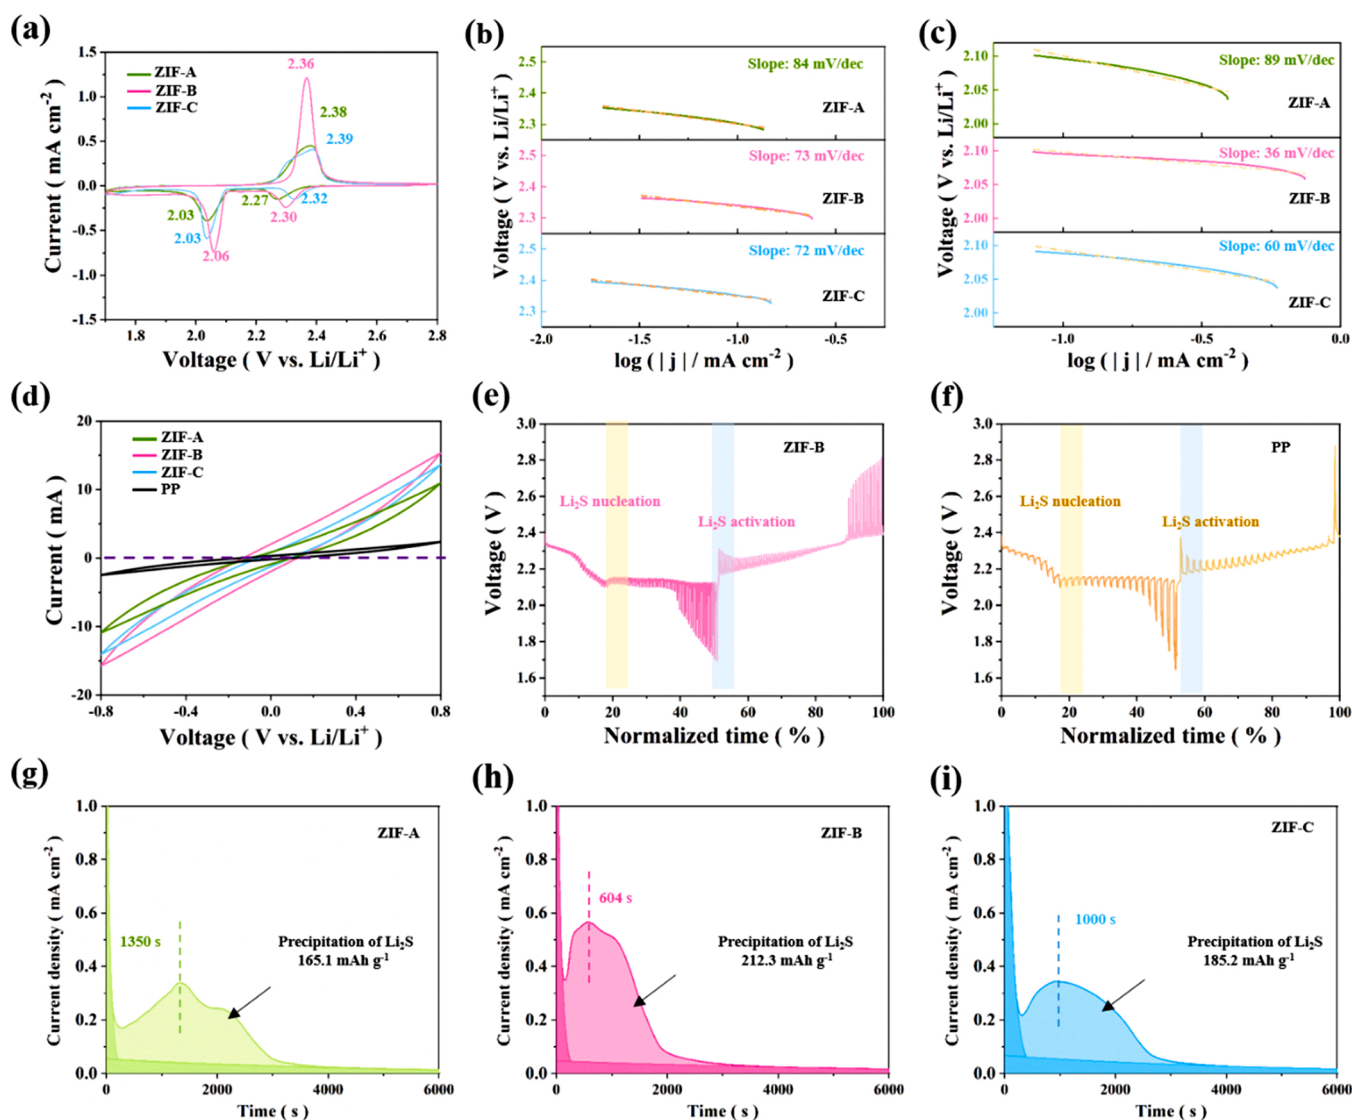 (a)
1.5
1.0
0.5
0.0
-0.5
-1.0
-1.5
Current ( mA cm-2 )
ZIF-A
ZIF-B
ZIF-C
2.36
2.38
2.39
2.27
2.32
2.30
2.03
2.03
2.06
2.0
2.2
2.4
2.6
2.8
Voltage ( V vs. Li/Li+ )
(b)
Voltage ( V vs. Li/Li+ )
2.5
2.4
2.3
Slope: 84 mV/dec
ZIF-A
2.5
2.4
2.3
Slope: 73 mV/dec
ZIF-B
2.5
2.4
2.3
Slope: 72 mV/dec
ZIF-C
-2.0
-1.5
-1.0
-0.5
log ( | j | / mA cm-2 )
(c)
Voltage ( V vs. Li/Li+ )
2.10
2.05
2.00
Slope: 89 mV/dec
ZIF-A
2.10
2.05
2.00
Slope: 36 mV/dec
ZIF-B
2.10
2.05
2.00
Slope: 60 mV/dec
ZIF-C
-1.0
-0.5
0.0
log ( | j | / mA cm-2 )
(d)
20
10
0
-10
-20
Current ( mA )
ZIF-A
ZIF-B
ZIF-C
PP
-0.8
-0.4
0.0
0.4
0.8
Voltage ( V vs. Li/Li+ )
(e)
3.0
2.8
2.6
2.4
2.2
2.0
1.8
1.6
Voltage ( V )
ZIF-B
Li2S nucleation
Li2S activation
0
20
40
60
80
100
Normalized time ( % )
(f)
3.0
2.8
2.6
2.4
2.2
2.0
1.8
1.6
Voltage ( V )
PP
Li2S nucleation
Li2S activation
0
20
40
60
80
100
Normalized time ( % )
(g)
1.0
0.8
0.6
0.4
0.2
0.0
Current density ( mA cm-2 )
ZIF-A
1350 s
Precipitation of Li2S
165.1 mAh g-1
0
2000
4000
6000
Time ( s )
(h)
1.0
0.8
0.6
0.4
0.2
0.0
Current density ( mA cm-2 )
ZIF-B
604 s
Precipitation of Li2S
212.3 mAh g-1
0
2000
4000
6000
Time ( s )
(i)
1.0
0.8
0.6
0.4
0.2
0.0
Current density ( mA cm-2 )
ZIF-C
1000 s
Precipitation of Li2S
185.2 mAh g-1
0
2000
4000
6000
Time ( s )